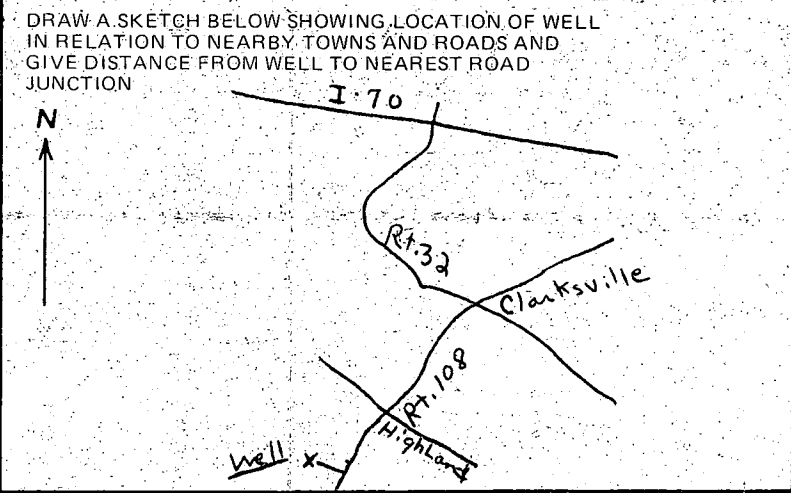 DRAW A SKETCH BELOW SHOWING LOCATION OF WELL
IN RELATION TO NEARBY TOWNS AND ROADS AND
GIVE DISTANCE FROM WELL TO NEAREST ROAD
JUNCTION
I-70
N
Rt.32
Clarksville
Rt.108
Highland
Well X